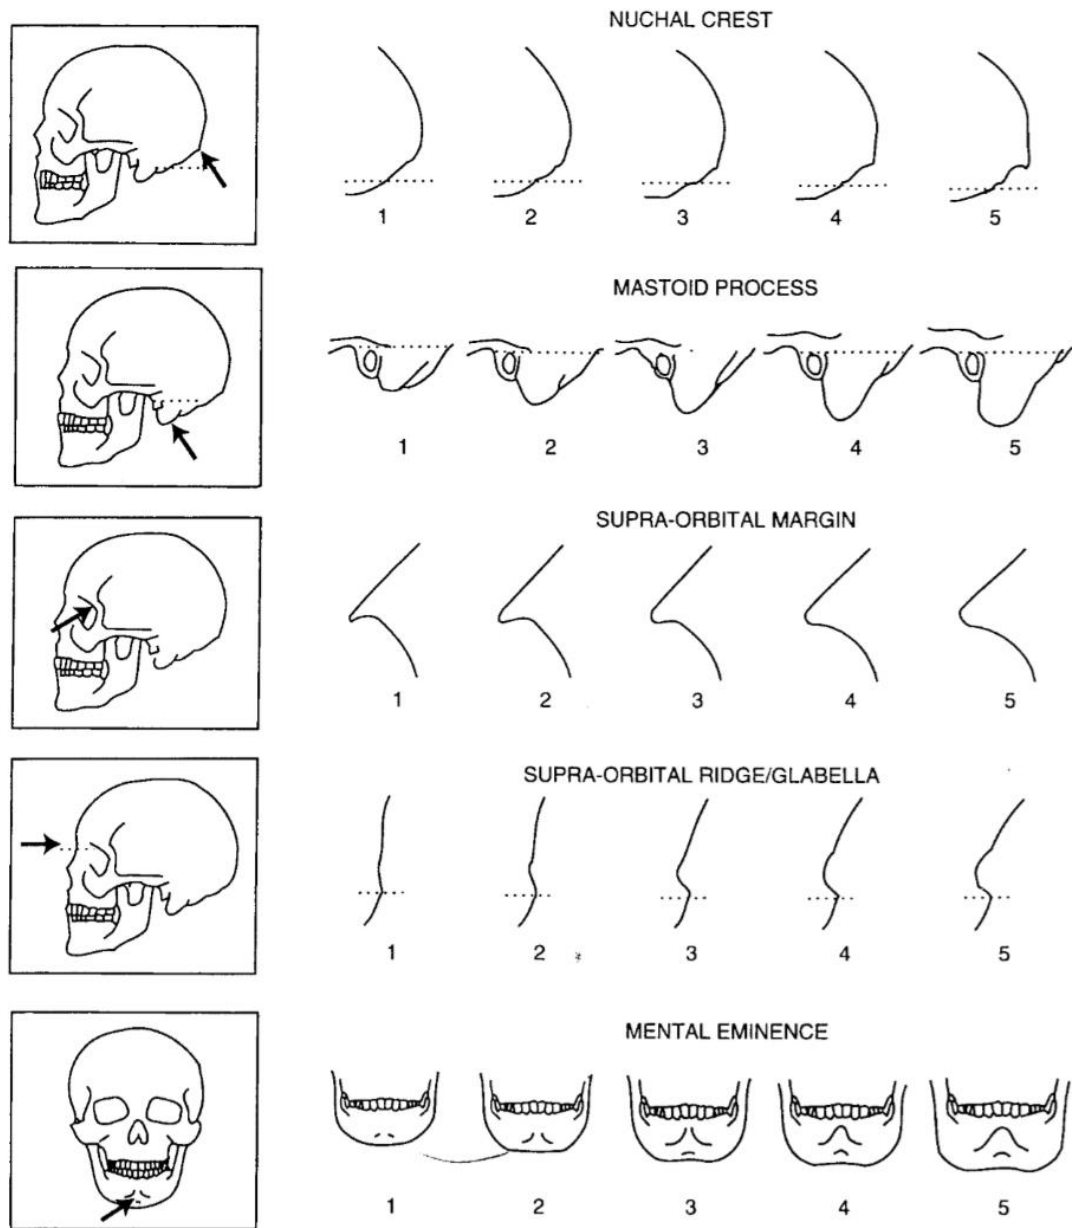 NUCHAL CREST
1 2 3 4 5
MASTOID PROCESS
1 2 3 4 5
SUPRA-ORBITAL MARGIN
1 2 3 4 5
SUPRA-ORBITAL RIDGE/GLABELLA
1 2 3 4 5
MENTAL EMINENCE
1 2 3 4 5